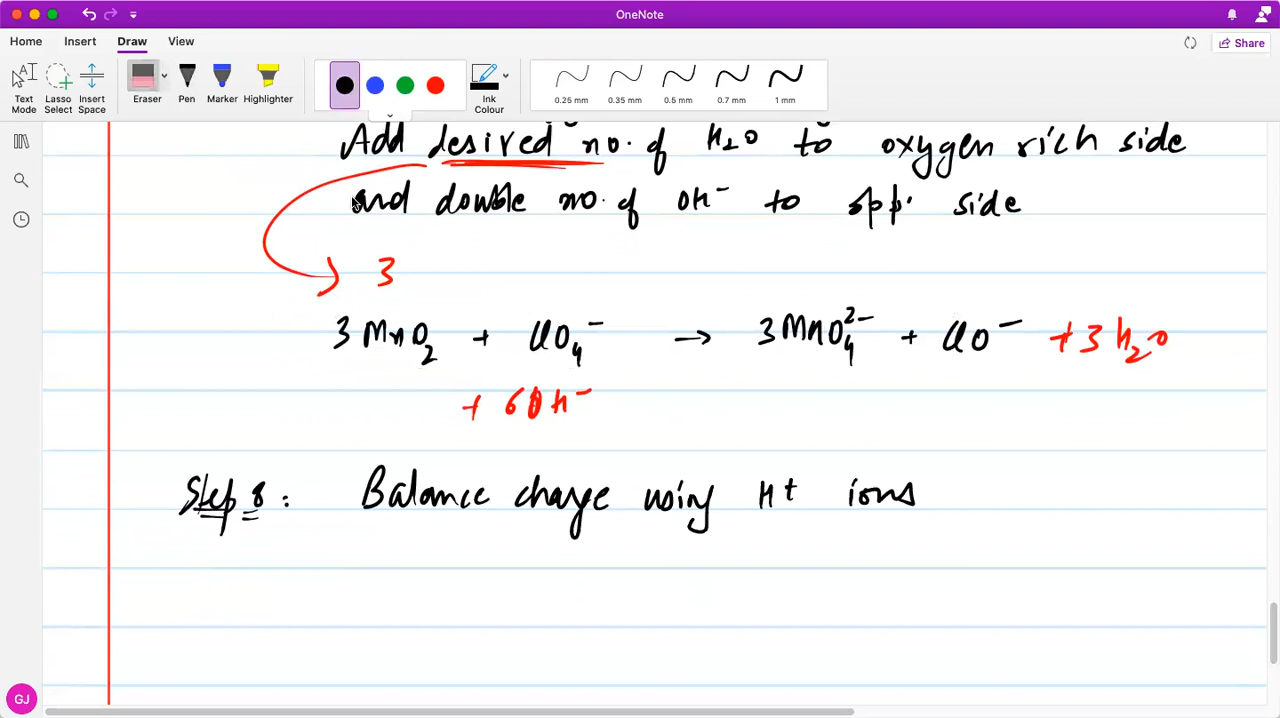 OneNote
Home Insert Draw View
Share
Text Mode
Lasso Select
Insert Space
Eraser
Pen
Marker
Highlighter
Ink Colour
0.25 mm 0.35 mm 0.5 mm 0.7 mm 1 mm
Add desired no. of H₂O to oxygen rich side
and double no. of OH⁻ to opp. side
3
3 MnO₂ + ClO₄⁻ → 3MnO₄²⁻ + ClO⁻ + 3H₂O
+ 6OH⁻
Step 8 : Balance charge using H+ ions
GJ